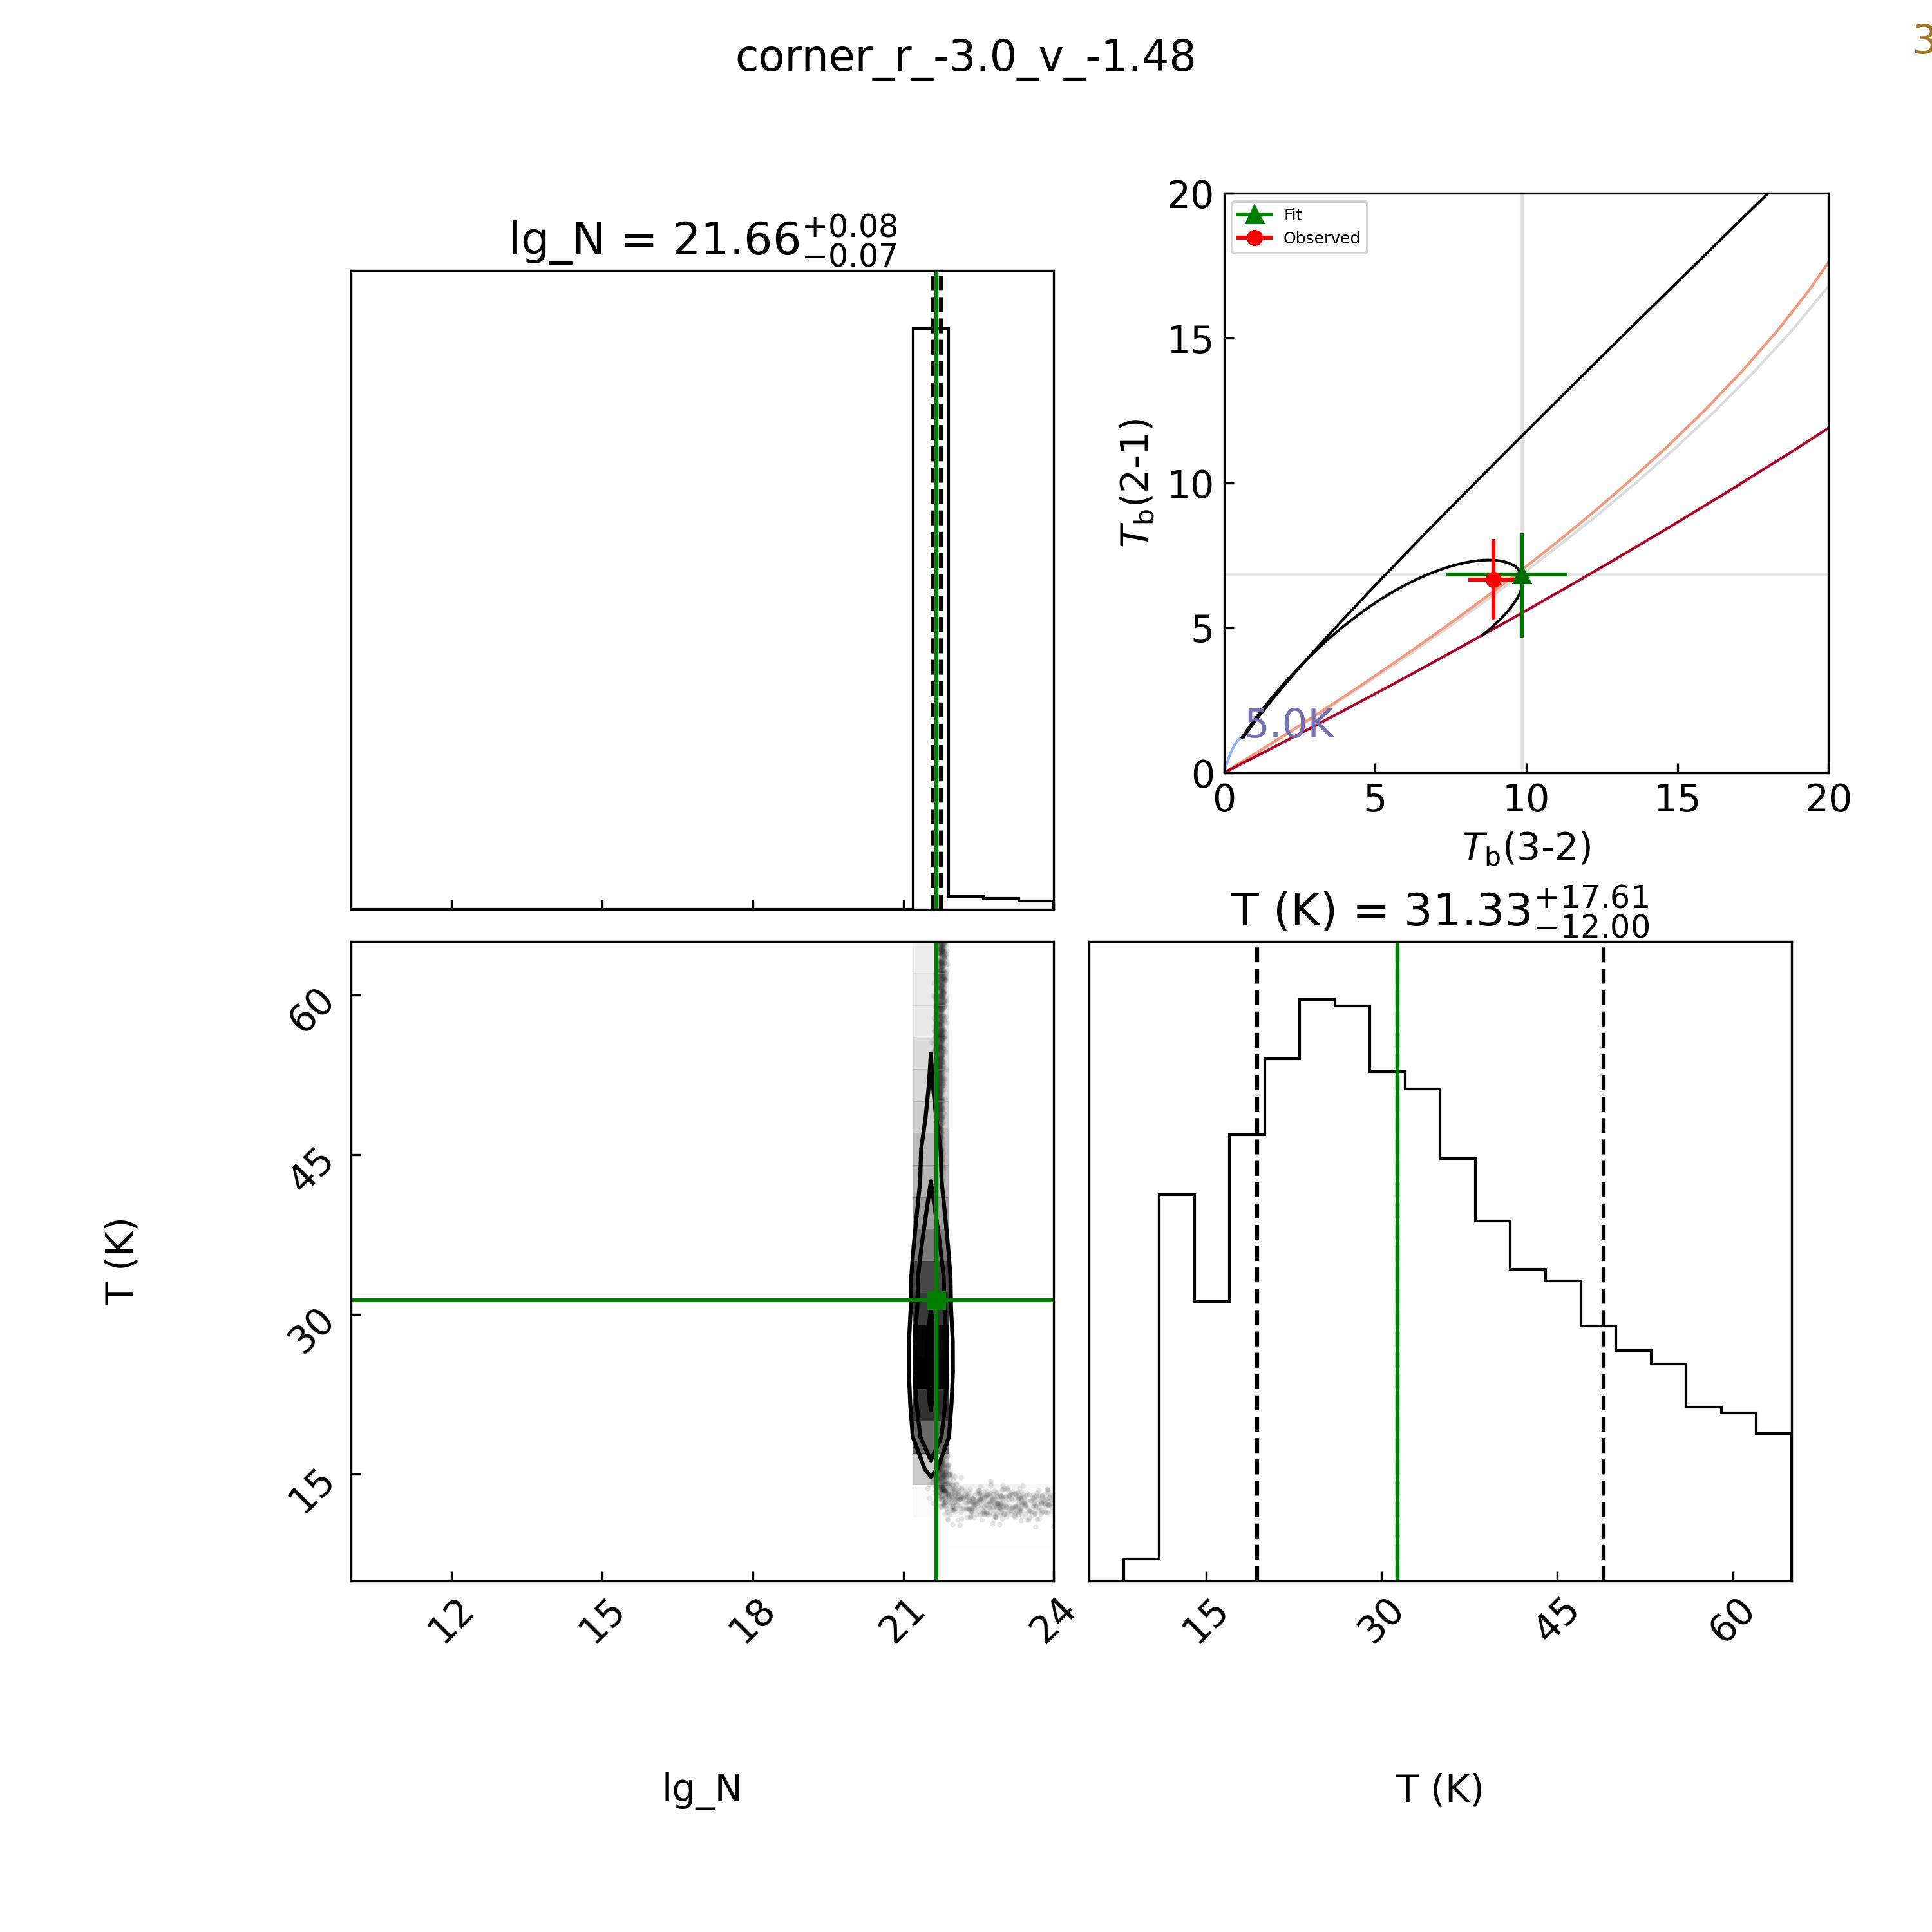 3
corner_r_-3.0_v_-1.48
lg_N = 21.66+0.08
−0.07
20
15
10
5
0
Tb(2-1)
Fit
Observed
5.0K
0 5 10 15 20
Tb(3-2)
T (K) = 31.33+17.61
−12.00
60
45
30
15
T (K)
12 15 18 21 24
lg_N
15 30 45 60
T (K)